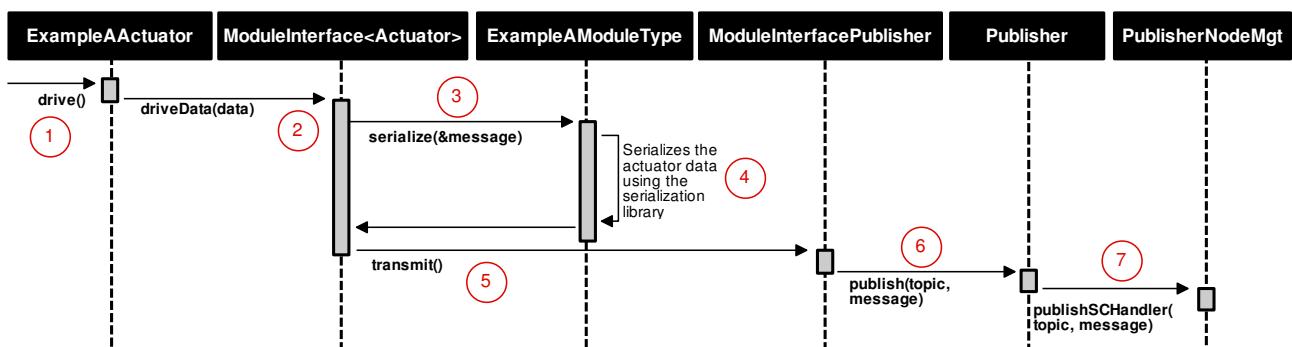 ExampleAActuator
ModuleInterface<Actuator>
ExampleAModuleType
ModuleInterfacePublisher
Publisher
PublisherNodeMgt
drive()
1
driveData(data)
2
3
serialize(&message)
Serializes the
actuator data
using the
serialization
library
4
transmit()
5
6
publish(topic,
message)
7
publishSCHandler(
topic, message)